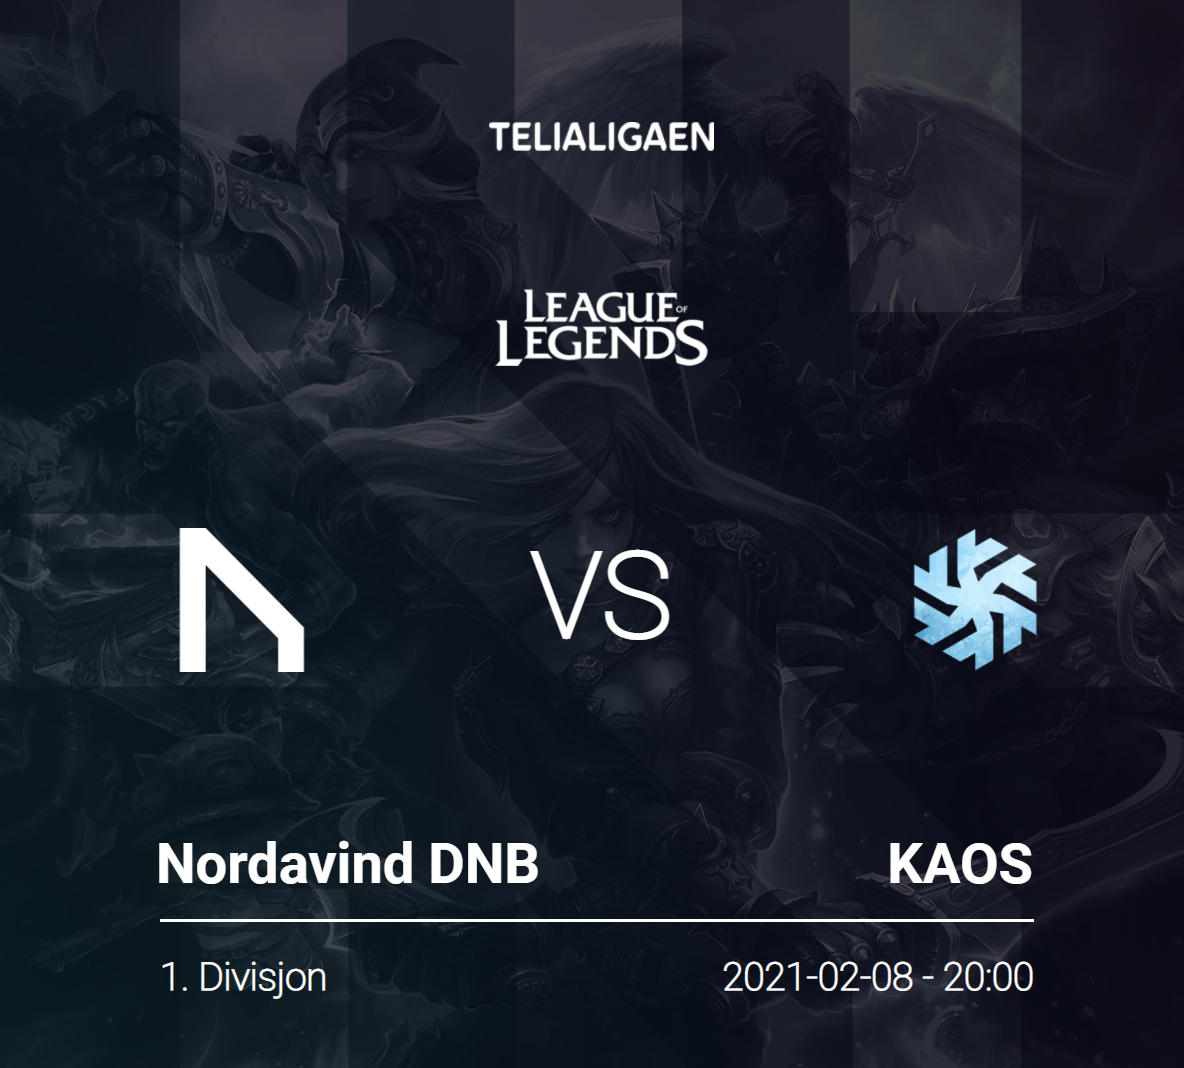 TELIALIGAEN
LEAGUE OF
LEGENDS
VS
Nordavind DNB
KAOS
1. Divisjon
2021-02-08 - 20:00